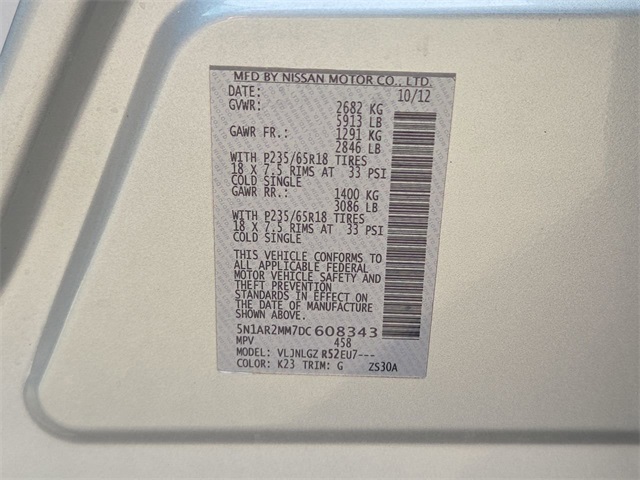 MFD BY NISSAN MOTOR CO., LTD.
DATE: 10/12
GVWR: 2682 KG
5913 LB
GAWR FR.: 1291 KG
2846 LB
WITH P235/65R18 TIRES
18 X 7.5 RIMS AT 33 PSI
COLD SINGLE
GAWR RR.: 1400 KG
3086 LB
WITH P235/65R18 TIRES
18 X 7.5 RIMS AT 33 PSI
COLD SINGLE
THIS VEHICLE CONFORMS TO
ALL APPLICABLE FEDERAL
MOTOR VEHICLE SAFETY AND
THEFT PREVENTION
STANDARDS IN EFFECT ON
THE DATE OF MANUFACTURE
SHOWN ABOVE.
5N1AR2MM7DC608343
MPV 458
MODEL: VLJNLGZ R52EU7---
COLOR: K23 TRIM: G ZS30A